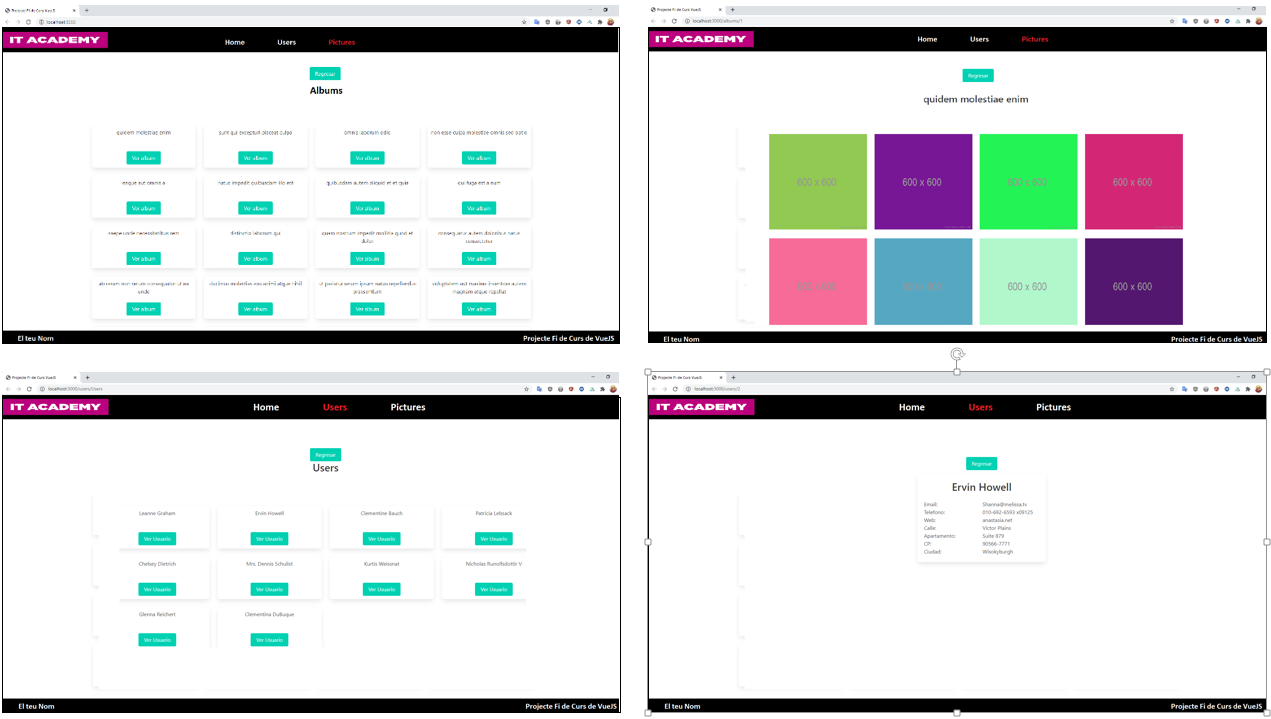 Projecte Fi de Curs VueJS
localhost:3000
IT ACADEMY
Home Users Pictures
Regresar
Albums
quidem molestiae enim
sunt qui excepturi placeat culpa
omnis laborum odio
non esse culpa molestiae omnis sed optio
Ver album Ver album Ver album Ver album
eaque aut omnis a
natus impedit quibusdam illo est
quibusdam autem aliquid et et quia
qui fuga est a eum
Ver album Ver album Ver album Ver album
saepe unde necessitatibus rem
distinctio laborum qui
quam nostrum impedit mollitia quod et
dolor
consequatur autem doloribus natus
consectetur
Ver album Ver album Ver album Ver album
ab rerum non rerum consequatur ut ea
unde
ducimus molestias eos animi atque nihil
ut pariatur rerum ipsum natus repellendus
praesentium
voluptatem aut maxime inventore autem
magnam atque repellat
Ver album Ver album Ver album Ver album
El teu Nom
Projecte Fi de Curs de VueJS
Projecte Fi de Curs VueJS
localhost:3000/albums/1
IT ACADEMY
Home Users Pictures
Regresar
quidem molestiae enim
600 x 600 600 x 600 600 x 600 600 x 600
600 x 600 600 x 600 600 x 600 600 x 600
El teu Nom
Projecte Fi de Curs de VueJS
Projecte Fi de Curs VueJS
localhost:3000/users/Users
IT ACADEMY
Home Users Pictures
Regresar
Users
Leanne Graham Ervin Howell Clementine Bauch Patricia Lebsack
Ver Usuario Ver Usuario Ver Usuario Ver Usuario
Chelsey Dietrich Mrs. Dennis Schulist Kurtis Weissnat Nicholas Runolfsdottir V
Ver Usuario Ver Usuario Ver Usuario Ver Usuario
Glenna Reichert Clementina DuBuque
Ver Usuario Ver Usuario
El teu Nom
Projecte Fi de Curs de VueJS
Projecte Fi de Curs VueJS
localhost:3000/users/2
IT ACADEMY
Home Users Pictures
Regresar
Ervin Howell
Email: Shanna@melissa.tv
Telefono: 010-692-6593 x09125
Web: anastasia.net
Calle: Victor Plains
Apartamento: Suite 879
CP: 90566-7771
Ciudad: Wisokyburgh
El teu Nom
Projecte Fi de Curs de VueJS